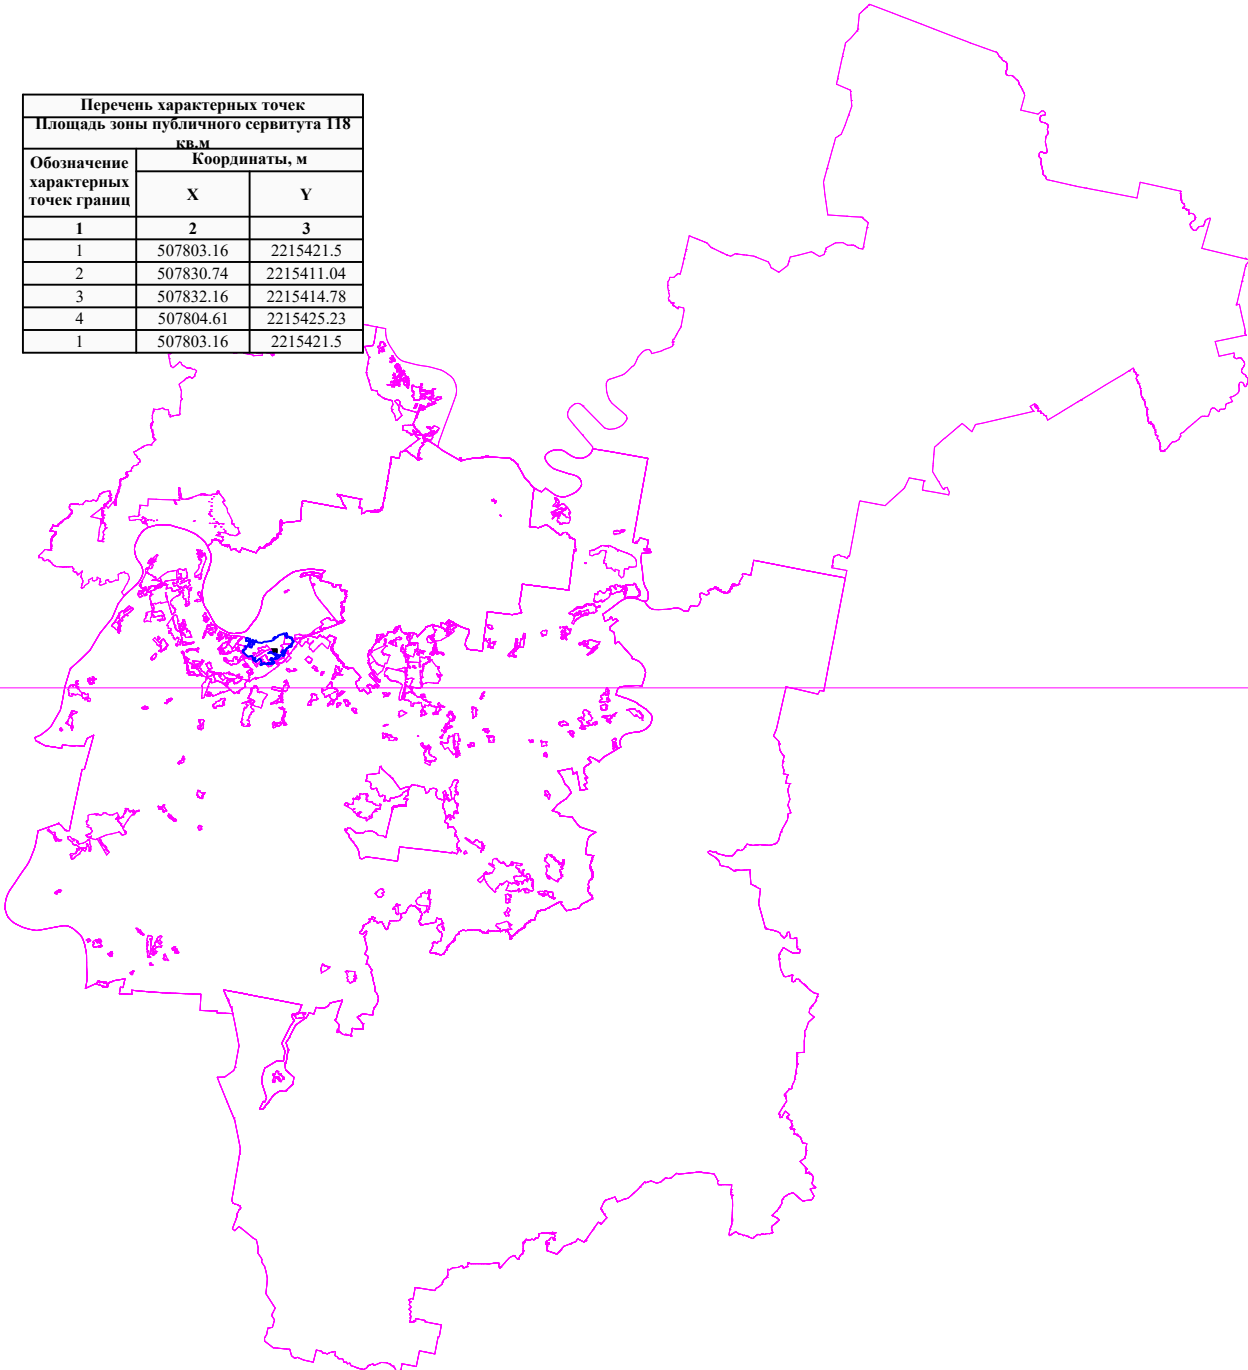 Перечень характерных точек
Площадь зоны публичного сервитута 118
кв.м
Обозначение
характерных
точек границ
Координаты, м
X Y
1 2 3
1 507803.16 2215421.5
2 507830.74 2215411.04
3 507832.16 2215414.78
4 507804.61 2215425.23
1 507803.16 2215421.5